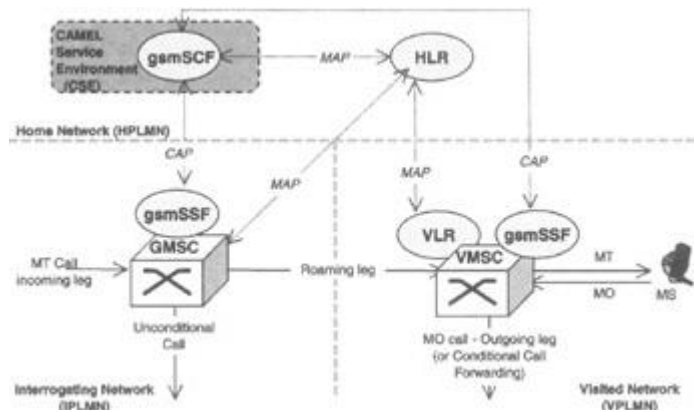 CAMEL
Service
Environment
(CSE)
gsmSCF
MAP
HLR
Home Network (HPLMN)
CAP
MAP
MAP
CAP
gsmSSF
GMSC
VLR
VMSC
gsmSSF
MT Call
incoming leg
Roaming leg
MT
MO
MS
Unconditional
Call
MO call - Outgoing leg
(or Conditional Call
Forwarding)
Interrogating Network
(IPLMN)
Visited Network
(VPLMN)